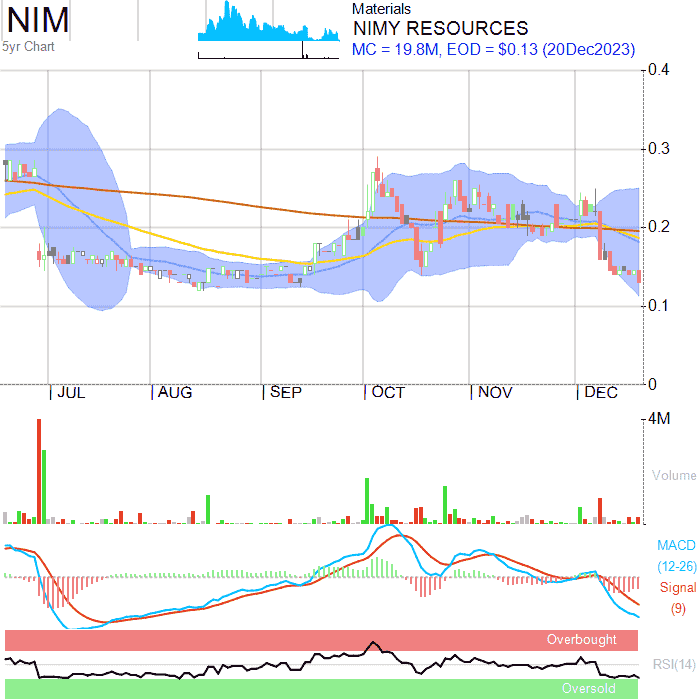 NIM
5yr Chart
Materials
NIMY RESOURCES
MC = 19.8M, EOD = $0.13 (20Dec2023)
0.4
0.3
0.2
0.1
0
JUL AUG SEP OCT NOV DEC
4M
Volume
MACD
(12-26)
Signal
(9)
Overbought
RSI(14)
Oversold